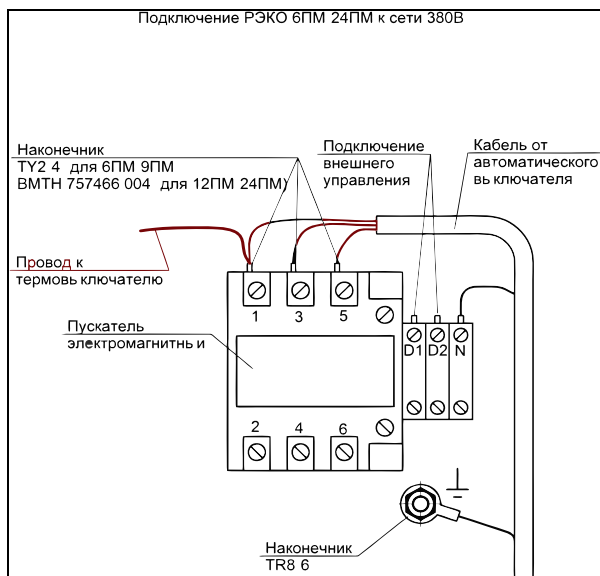 Подключение РЭКО 6ПМ 24ПМ к сети 380В
Наконечник
TY2 4 для 6ПМ 9ПМ
ВМТН 757466 004 для 12ПМ 24ПМ)
Подключение
внешнего
управления
Кабель от
автоматического
вь ключателя
Провод к
термовь ключателю
Пускатель
электромагнитнь и
1 3 5
D1 D2 N
2 4 6
Наконечник
TR8 6